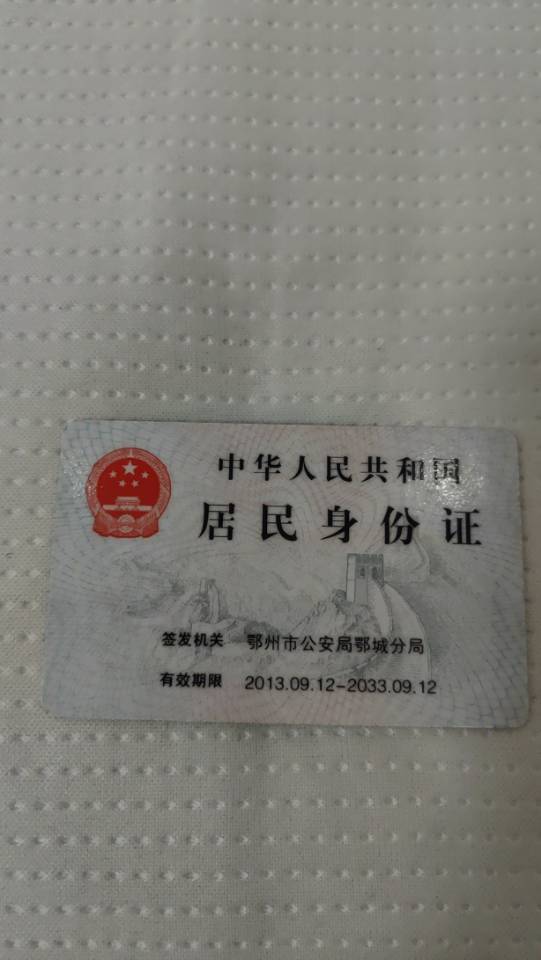 中华人民共和国
居民身份证
签发机关 鄂州市公安局鄂城分局
有效期限 2013.09.12-2033.09.12